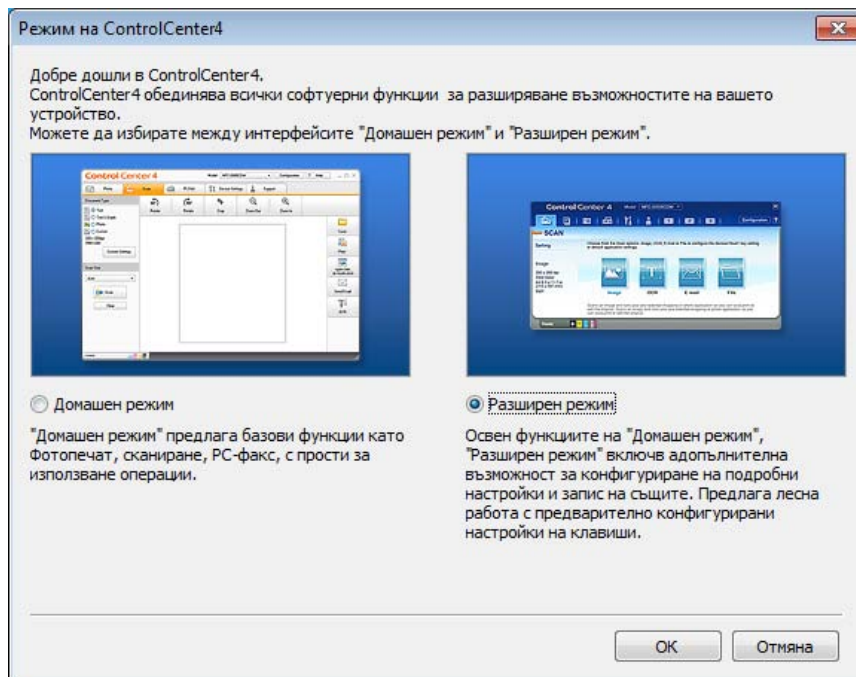 Режим на ControlCenter4
Добре дошли в ControlCenter4.
ControlCenter4 обединява всички софтуерни функции за разширяване възможностите на вашето
устройство.
Можете да избирате между интерфейсите "Домашен режим" и "Разширен режим".
Control Center 4
Control Center 4
SCAN
Домашен режим
"Домашен режим" предлага базови функции като
Фотопечат, сканиране, PC-факс, с прости за
използване операции.
Разширен режим
Освен функциите на "Домашен режим",
"Разширен режим" включв адопълнителна
възможност за конфигуриране на подробни
настройки и запис на същите. Предлага лесна
работа с предварително конфигурирани
настройки на клавиши.
OK
Отмяна